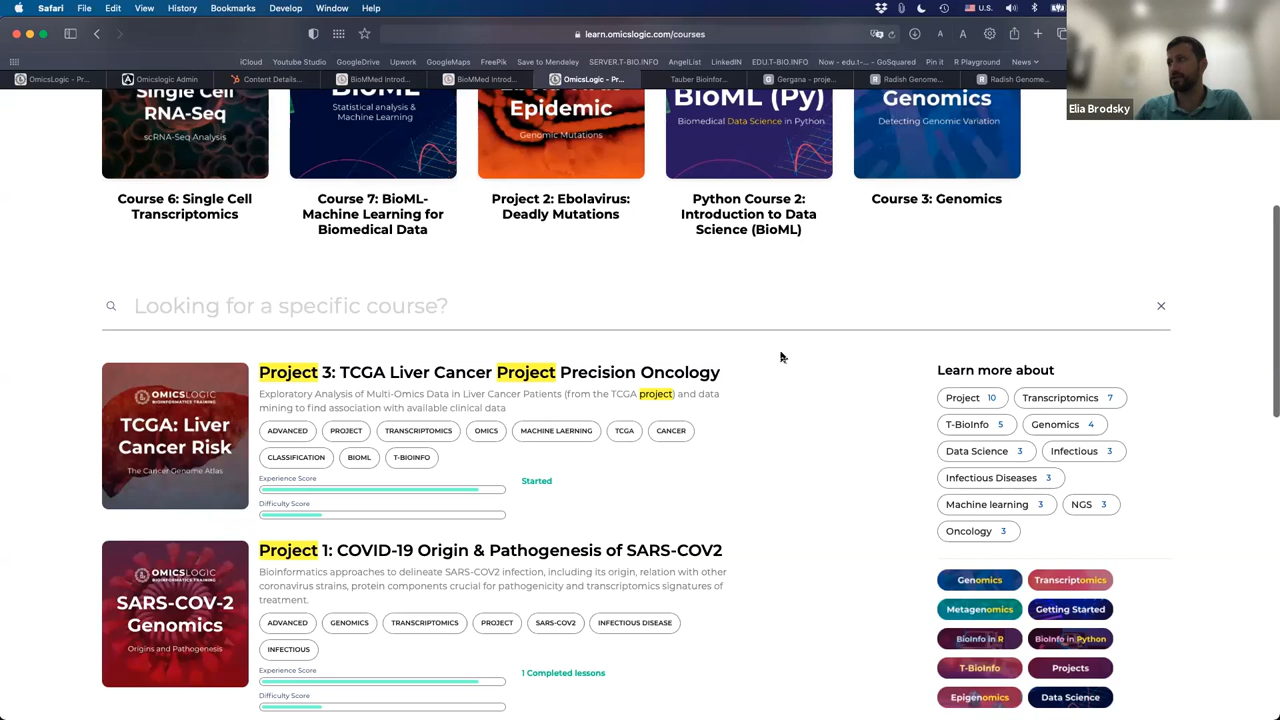 Safari File Edit View History Bookmarks Window Help
learn.omicslogic.com/courses
iCloud Youtube Studio GoogleDrive Upwork GoogleMaps FreePik Save to Mendeley SERVER.T-BIO.INFO AngelList LinkedIN EDU.T-BIO.INFO Now - edu.t-... - GoSquared Pin it R Playground News
OmicsLogic - Pr... Omicslogic Admin Content Details... BioMMed Introd... BioMMed Introd... OmicsLogic - Pr... Tauber Bioinfor... Gergana - proje... Radish Genome... Radish Genome...
Elia Brodsky
Single Cell
RNA-Seq
scRNA-Seq Analysis
BioML
Statistical analysis &
Machine Learning
Epidemic
Genomic Mutations
BioML (Py)
Biomedical Data Science in Python
Genomics
Detecting Genomic Variation
Course 6: Single Cell
Transcriptomics
Course 7: BioML-
Machine Learning for
Biomedical Data
Project 2: Ebolavirus:
Deadly Mutations
Python Course 2:
Introduction to Data
Science (BioML)
Course 3: Genomics
Looking for a specific course?
OMICSLOGIC
BIOINFORMATICS TRAINING
TCGA: Liver
Cancer Risk
The Cancer Genome Atlas
Project 3: TCGA Liver Cancer Project Precision Oncology
Exploratory Analysis of Multi-Omics Data in Liver Cancer Patients (from the TCGA project) and data
mining to find association with available clinical data
ADVANCED PROJECT TRANSCRIPTOMICS OMICS MACHINE LAERNING TCGA CANCER
CLASSIFICATION BIOML T-BIOINFO
Experience Score
Started
Difficulty Score
OMICSLOGIC
BIOINFORMATICS TRAINING
SARS-COV-2
Genomics
Origins and Pathogenesis
Project 1: COVID-19 Origin & Pathogenesis of SARS-COV2
Bioinformatics approaches to delineate SARS-COV2 infection, including its origin, relation with other
coronavirus strains, protein components crucial for pathogenicity and transcriptomics signatures of
treatment.
ADVANCED GENOMICS TRANSCRIPTOMICS PROJECT SARS-COV2 INFECTIOUS DISEASE
INFECTIOUS
Experience Score
1 Completed lessons
Difficulty Score
Learn more about
Project 10 Transcriptomics 7
T-BioInfo 5 Genomics 4
Data Science 3 Infectious 3
Infectious Diseases 3
Machine learning 3 NGS 3
Oncology 3
Genomics Transcriptomics
Metagenomics Getting Started
BioInfo in R BioInfo in Python
T-BioInfo Projects
Epigenomics Data Science